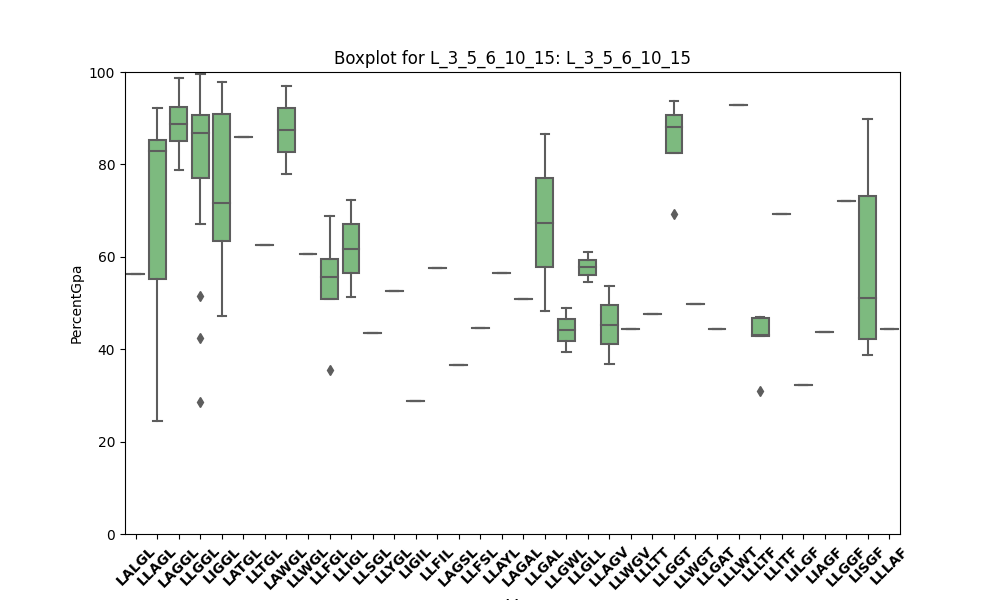 Boxplot for L_3_5_6_10_15: L_3_5_6_10_15
PercentGpa
100
80
60
40
20
0
LALGL LLAGL LAGGL LLGGL LIGGL LATGL LLTGL LAWGL LLWGL LLFGL LLIGL LLSGL LLYGL LIGIL LLFIL LAGSL LLFSL LLAYL LAGAL LLGAL LLGWL LLGLL LLAGV LLWGV LLLTT LLGGT LLWGT LLGAT LLLWT LLLTF LLITF LILGF LIAGF LLGGF LISGF LLLAF